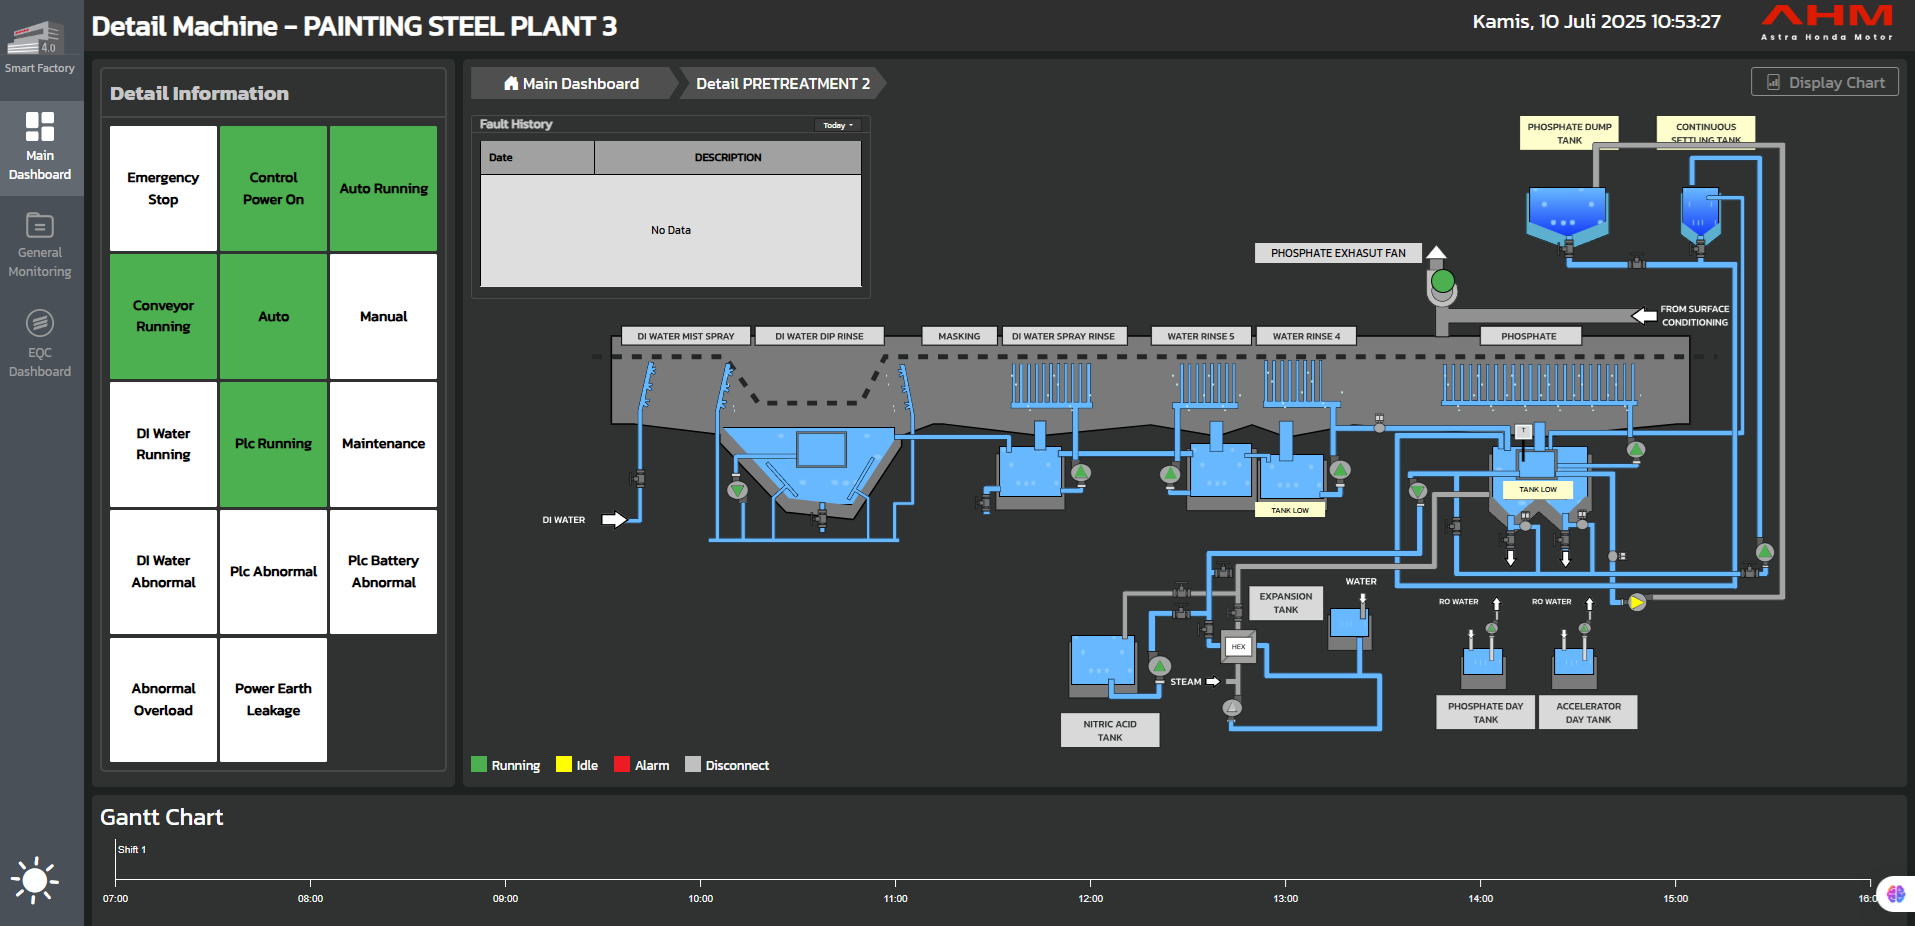 Detail Machine - PAINTING STEEL PLANT 3
Kamis, 10 Juli 2025 10:53:27
AHM
Astra Honda Motor
4.0
Smart Factory
Main
Dashboard
General
Monitoring
EQC
Dashboard
Detail Information
Emergency
Stop
Control
Power On
Auto Running
Conveyor
Running
Auto
Manual
DI Water
Running
Plc Running
Maintenance
DI Water
Abnormal
Plc Abnormal
Plc Battery
Abnormal
Abnormal
Overload
Power Earth
Leakage
Main Dashboard
Detail PRETREATMENT 2
Display Chart
Fault History
Today
Date
DESCRIPTION
No Data
PHOSPHATE DUMP
TANK
CONTINUOUS
SETTLING TANK
PHOSPHATE EXHASUT FAN
FROM SURFACE
CONDITIONING
DI WATER MIST SPRAY
DI WATER DIP RINSE
MASKING
DI WATER SPRAY RINSE
WATER RINSE 5
WATER RINSE 4
PHOSPHATE
T
TANK LOW
TANK LOW
DI WATER
WATER
EXPANSION
TANK
RO WATER
RO WATER
HEX
STEAM
NITRIC ACID
TANK
PHOSPHATE DAY
TANK
ACCELERATOR
DAY TANK
Running
Idle
Alarm
Disconnect
Gantt Chart
Shift 1
07:00
08:00
09:00
10:00
11:00
12:00
13:00
14:00
15:00